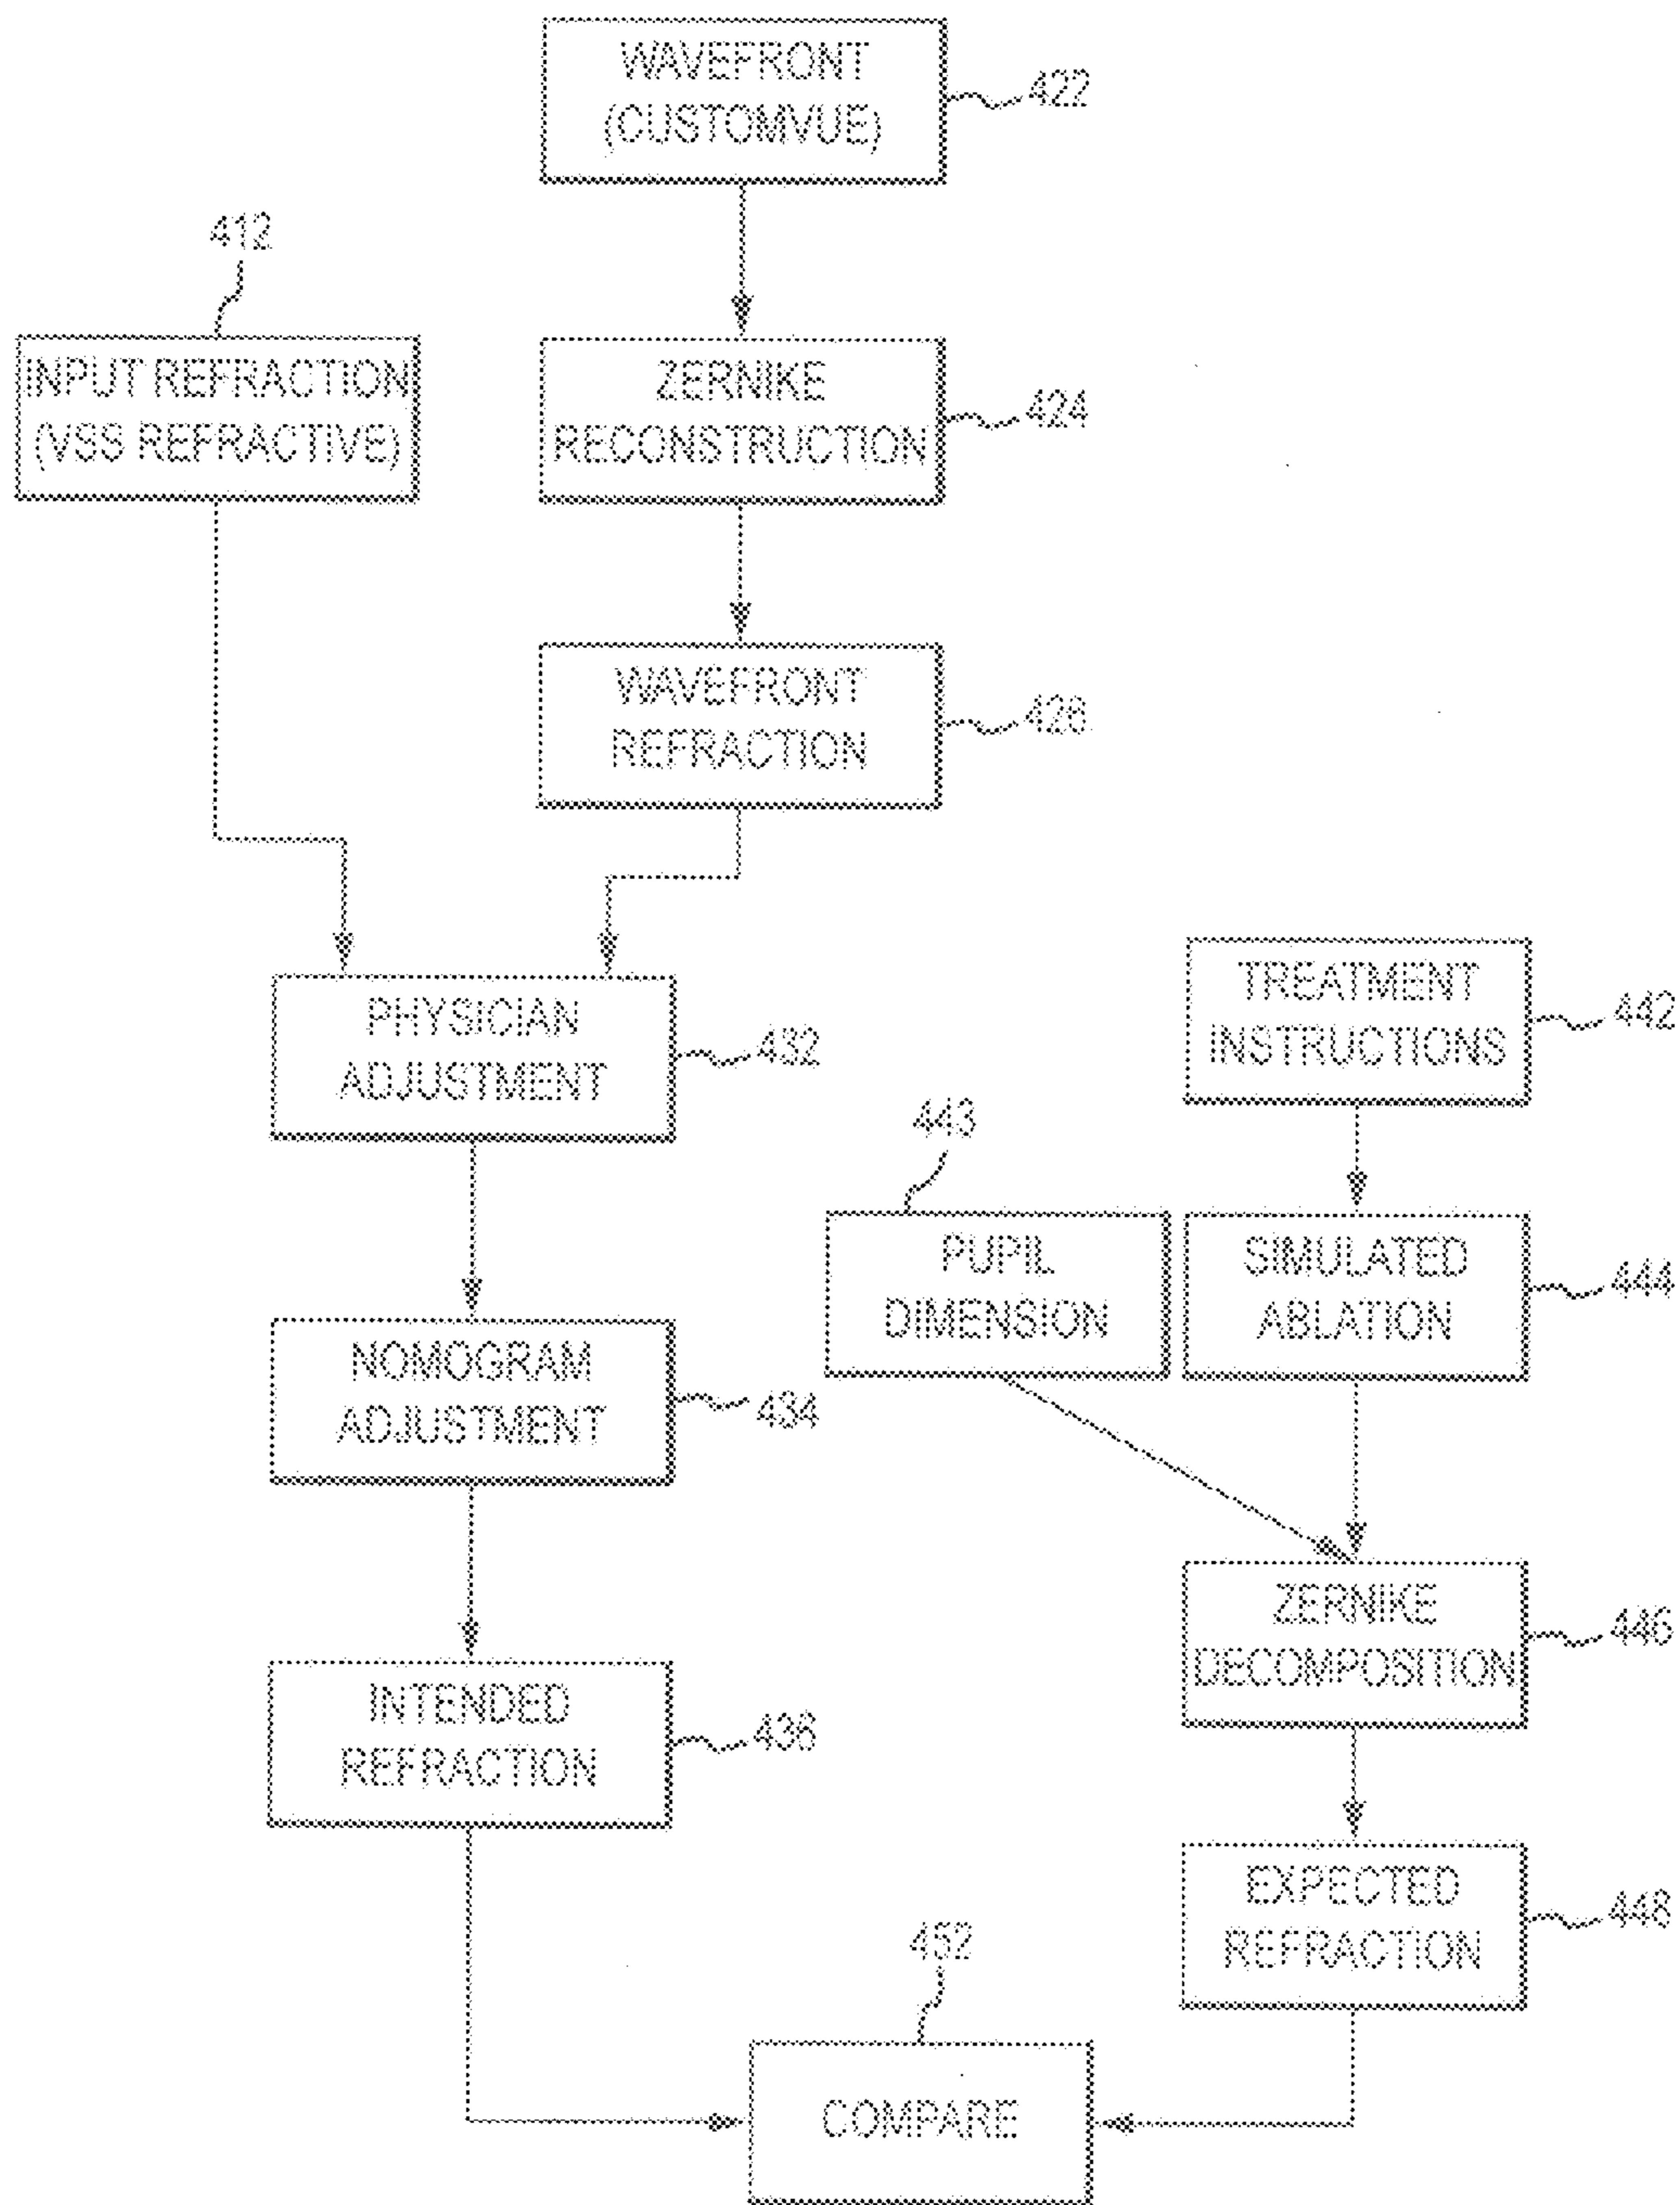 WAVEFRONT
(CUSTOMVUE)
422
412
INPUT REFRACTION
(VSS REFRACTIVE)
ZERNIKE
RECONSTRUCTION
424
WAVEFRONT
REFRACTION
426
PHYSICIAN
ADJUSTMENT
432
TREATMENT
INSTRUCTIONS
442
443
PUPIL
DIMENSION
SIMULATED
ABLATION
444
NOMOGRAM
ADJUSTMENT
434
ZERNIKE
DECOMPOSITION
446
INTENDED
REFRACTION
436
EXPECTED
REFRACTION
448
452
COMPARE